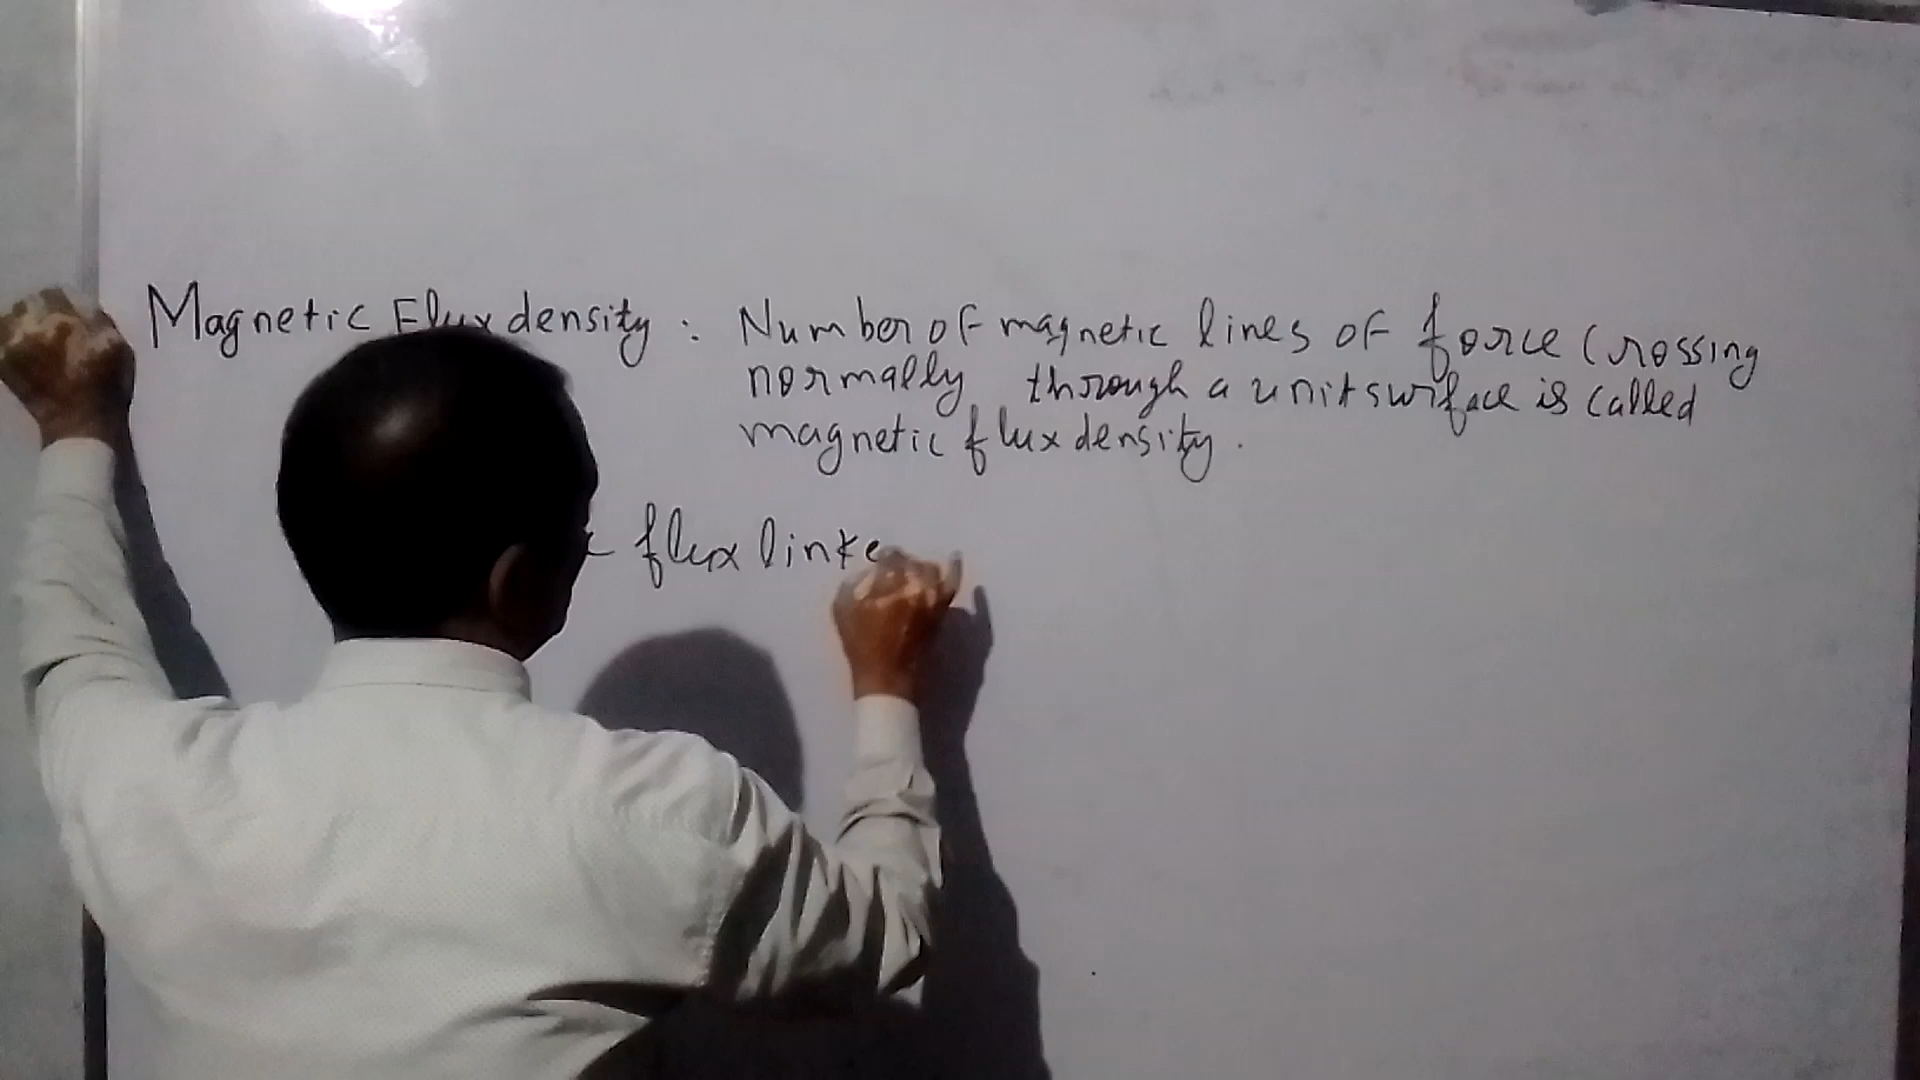 Magnetic Flux density : Number of magnetic lines of force crossing
normally through a unit surface is called
magnetic flux density.
flux linke